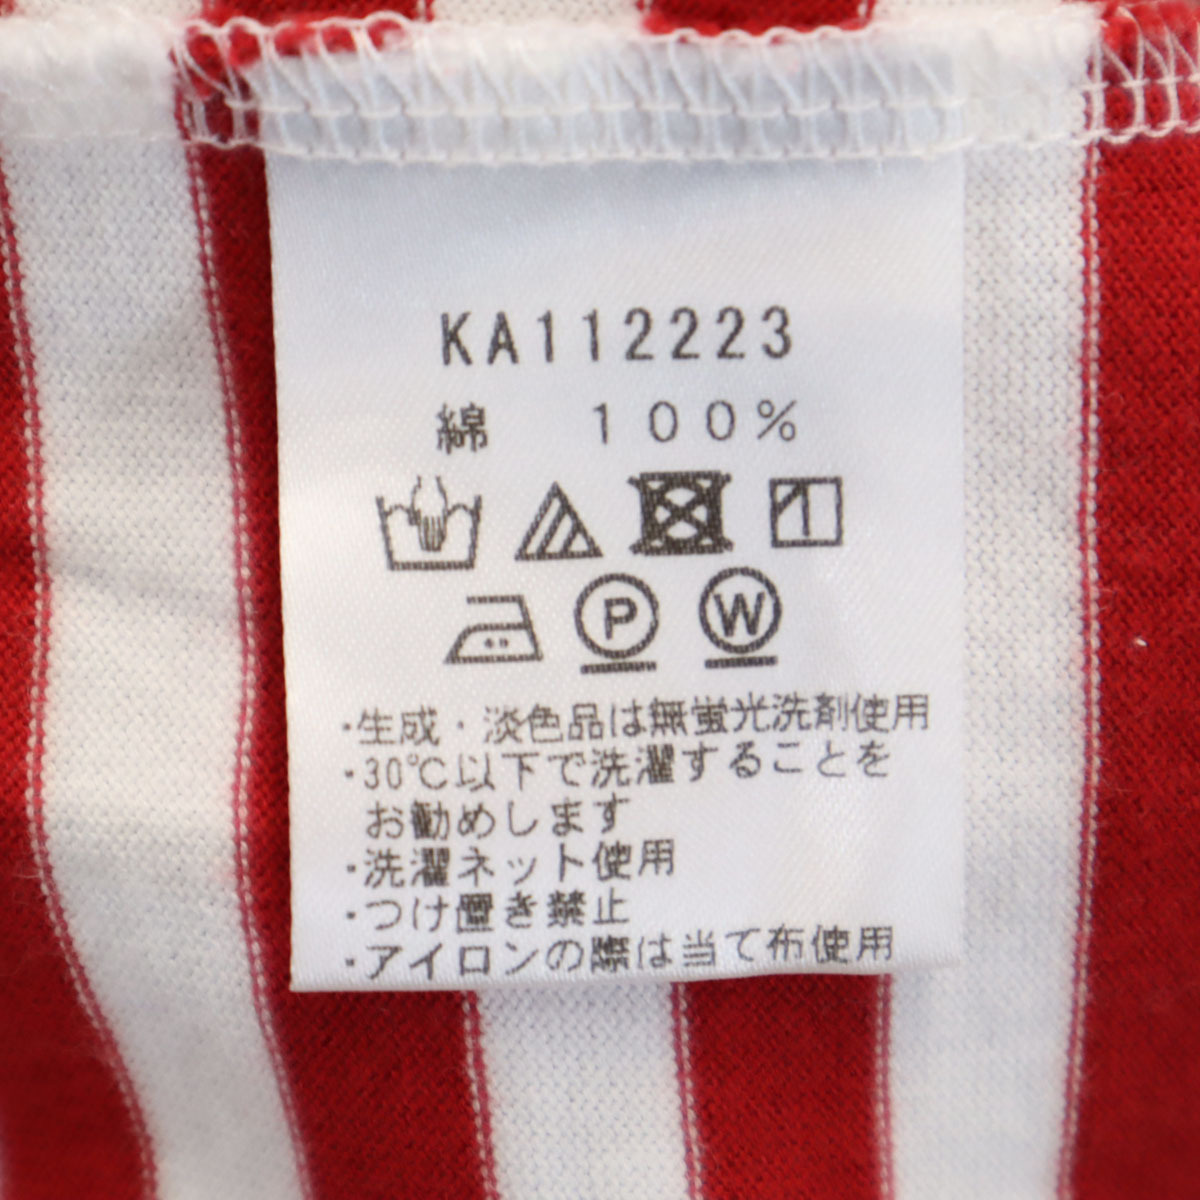 KA112223
綿 100%
P W
・生成・淡色品は無蛍光洗剤使用
・30℃以下で洗濯することを
お勧めします
・洗濯ネット使用
・つけ置き禁止
・アイロンの際は当て布使用